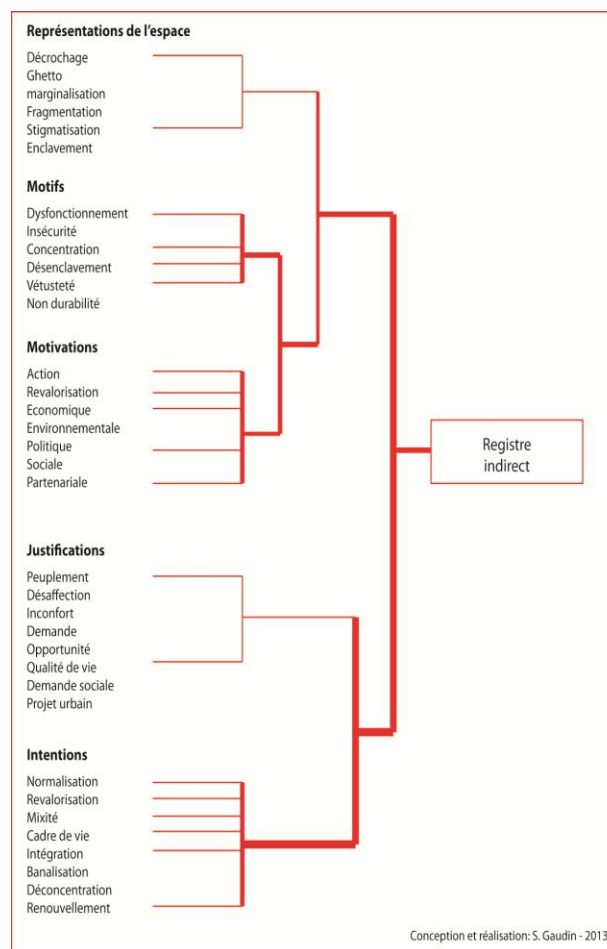 Représentations de l'espace
Décrochage
Ghetto
marginalisation
Fragmentation
Stigmatisation
Enclavement
Motifs
Dysfonctionnement
Insécurité
Concentration
Désenclavement
Vétusteté
Non durabilité
Motivations
Action
Revalorisation
Economique
Environnementale
Politique
Sociale
Partenariale
Registre
indirect
Justifications
Peuplement
Désaffection
Inconfort
Demande
Opportunité
Qualité de vie
Demande sociale
Projet urbain
Intentions
Normalisation
Revalorisation
Mixité
Cadre de vie
Intégration
Banalisation
Déconcentration
Renouvellement
Conception et réalisation: S. Gaudin - 2013